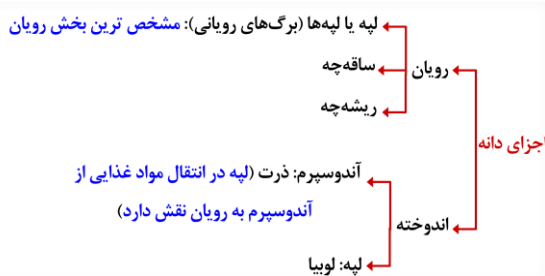 لپه یا لپه‌ها (برگ‌های رویانی): مشخص ترین بخش رویان
رویان
ساقه‌چه
ریشه‌چه
اجزای دانه
آندوسپرم: ذرت (لپه در انتقال مواد غذایی از
آندوسپرم به رویان نقش دارد)
اندوخته
لپه: لوبیا